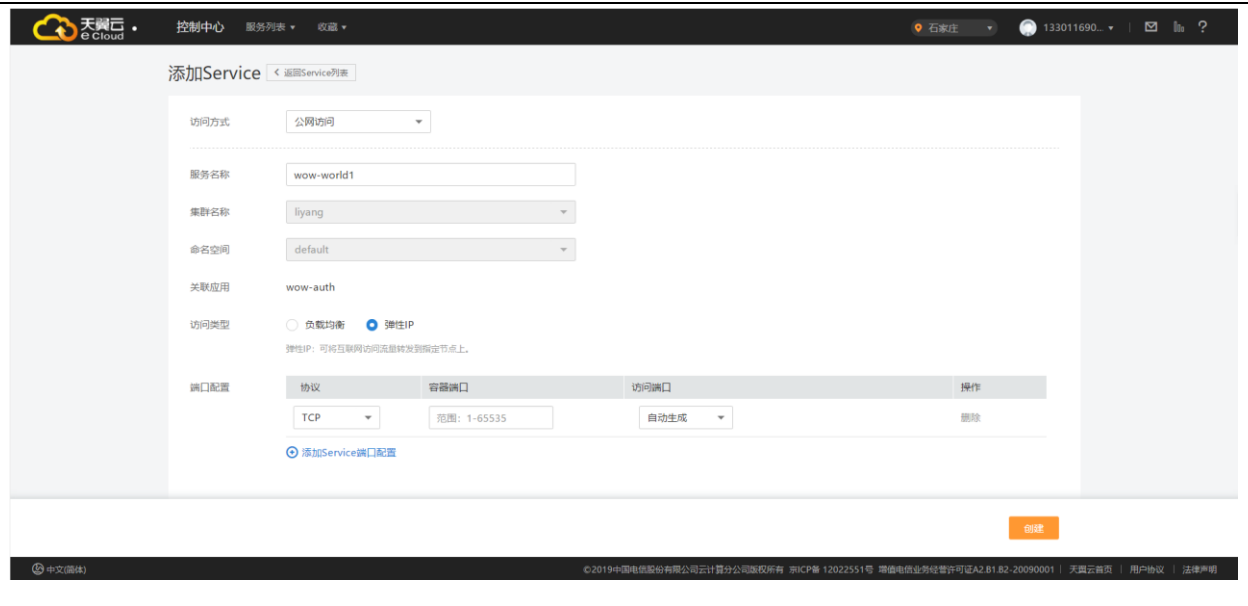 天翼云 e Cloud 控制中心 服务列表 收藏 石家庄 133011690... ?
添加Service < 返回Service列表
访问方式 公网访问
服务名称 wow-world1
集群名称 liyang
命名空间 default
关联应用 wow-auth
访问类型 负载均衡 弹性IP
弹性IP：可将互联网访问流量转发到指定节点上。
端口配置 协议 容器端口 访问端口 操作
TCP 范围：1-65535 自动生成 删除
添加Service端口配置
创建
中文(简体) ©2019中国电信股份有限公司云计算分公司版权所有 京ICP备 12022551号 增值电信业务经营许可证A2.B1.B2-20090001 | 天翼云首页 | 用户协议 | 法律声明